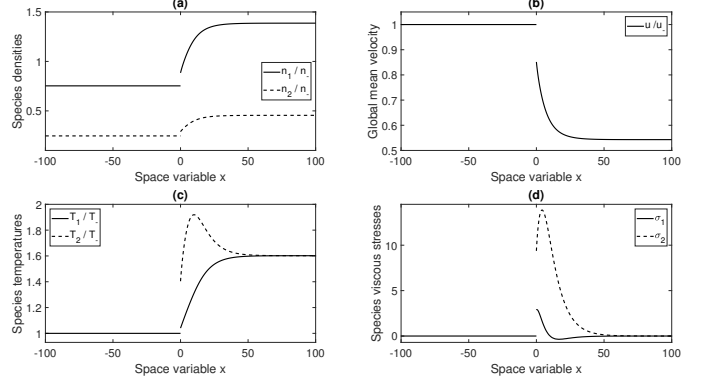 (a)
Species densities
1.5
1
0.5
n1 / n-
n2 / n-
-100 -50 0 50 100
Space variable x
(b)
Global mean velocity
1
0.9
0.8
0.7
0.6
0.5
u /u-
-100 -50 0 50 100
Space variable x
(c)
Species temperatures
2
1.8
1.6
1.4
1.2
1
T1 / T-
T2 / T-
-100 -50 0 50 100
Space variable x
(d)
Species viscous stresses
10
5
0
σ1
σ2
-100 -50 0 50 100
Space variable x